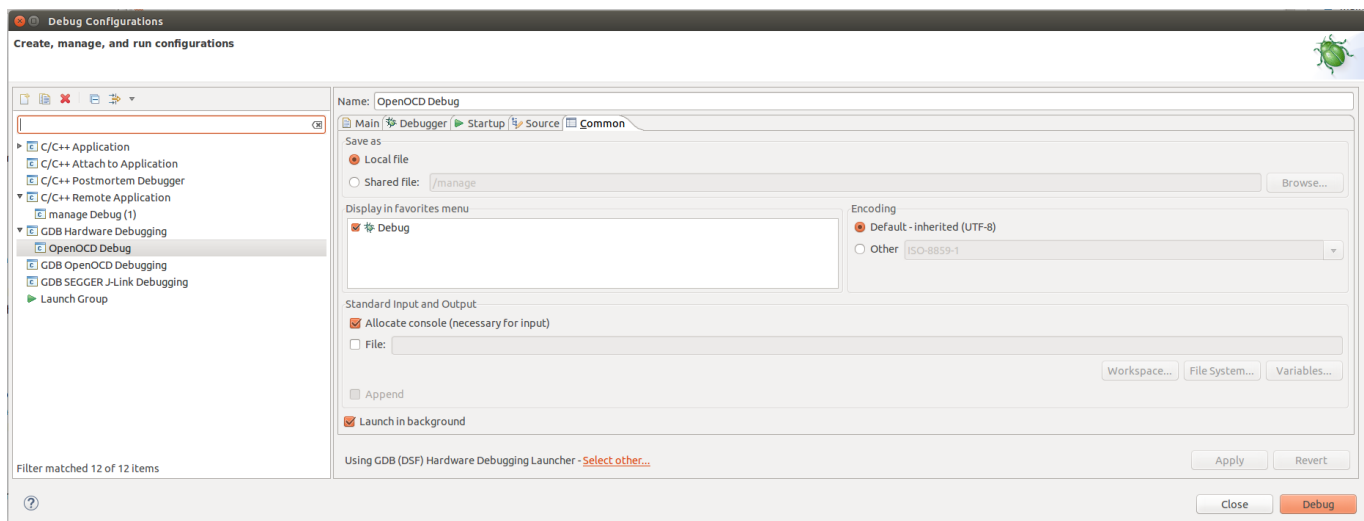 Debug Configurations
Create, manage, and run configurations
Name: OpenOCD Debug
Main Debugger Startup Source Common
C/C++ Application
C/C++ Attach to Application
C/C++ Postmortem Debugger
C/C++ Remote Application
manage Debug (1)
GDB Hardware Debugging
OpenOCD Debug
GDB OpenOCD Debugging
GDB SEGGER J-Link Debugging
Launch Group
Filter matched 12 of 12 items
Save as
Local file
Shared file: /manage Browse...
Display in favorites menu
Debug
Encoding
Default - inherited (UTF-8)
Other ISO-8859-1
Standard Input and Output
Allocate console (necessary for input)
File:
Workspace... File System... Variables...
Append
Launch in background
Using GDB (DSF) Hardware Debugging Launcher - Select other...
Apply Revert
Close Debug